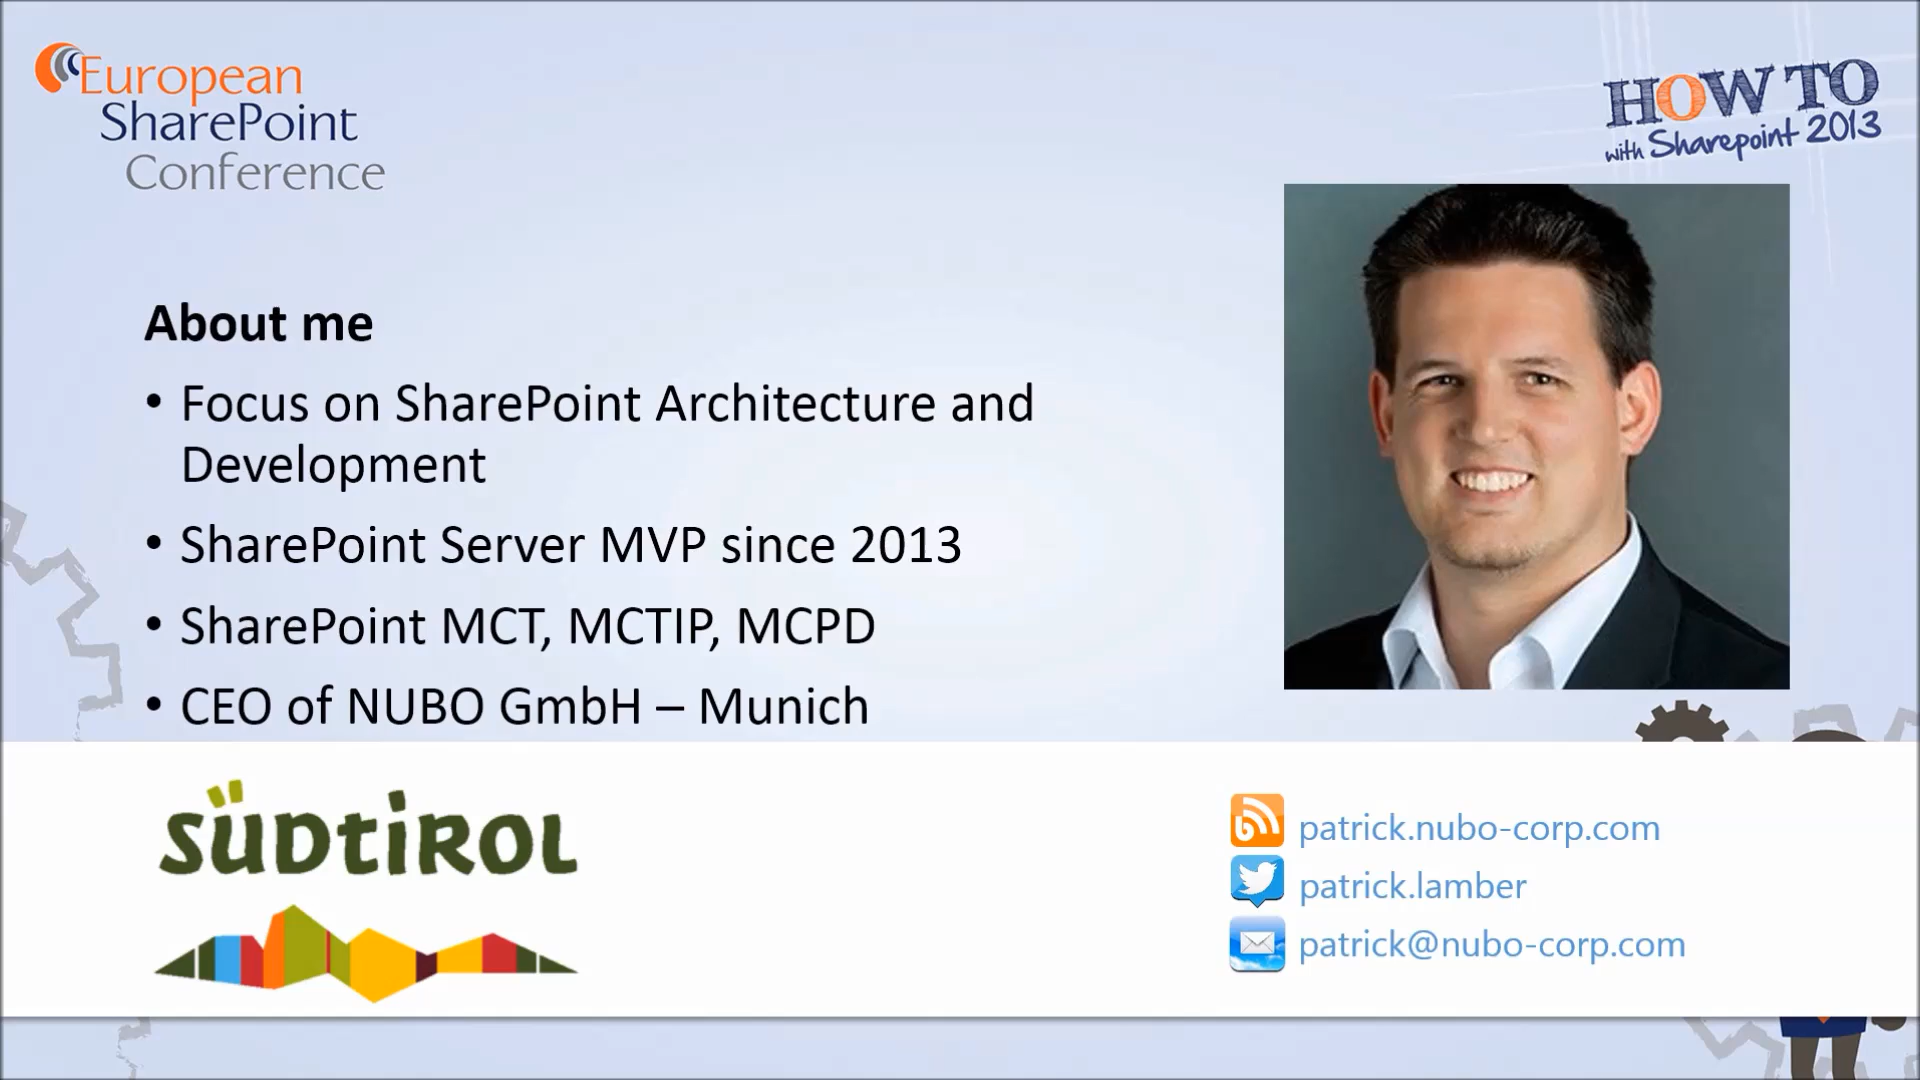 European
SharePoint
Conference
HOW TO
with Sharepoint 2013
About me
• Focus on SharePoint Architecture and
Development
• SharePoint Server MVP since 2013
• SharePoint MCT, MCTIP, MCPD
• CEO of NUBO GmbH – Munich
SÜDTIROL
patrick.nubo-corp.com
patrick.lamber
patrick@nubo-corp.com